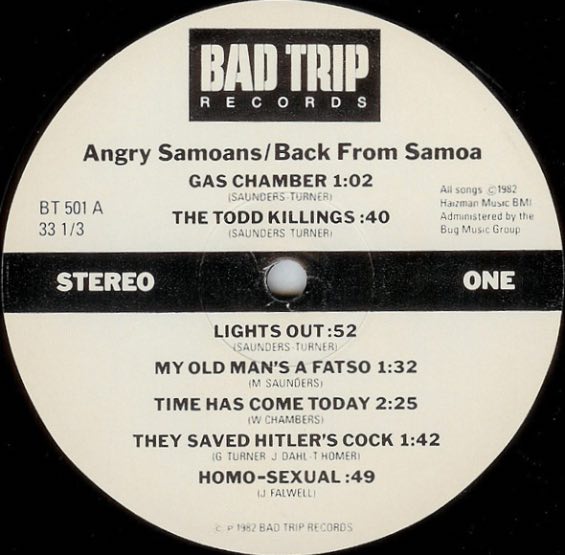 BAD TRIP
RECORDS
Angry Samoans/Back From Samoa
GAS CHAMBER 1:02
(SAUNDERS-TURNER)
THE TODD KILLINGS :40
(SAUNDERS TURNER)
BT 501 A
33 1/3
All songs ©1982
Haizman Music BMI
Administered by the
Bug Music Group
STEREO
ONE
LIGHTS OUT :52
(SAUNDERS-TURNER)
MY OLD MAN'S A FATSO 1:32
(M SAUNDERS)
TIME HAS COME TODAY 2:25
(W CHAMBERS)
THEY SAVED HITLER'S COCK 1:42
(G TURNER J DAHL-T HOMER)
HOMO-SEXUAL :49
(J FALWELL)
© ℗ 1982 BAD TRIP RECORDS